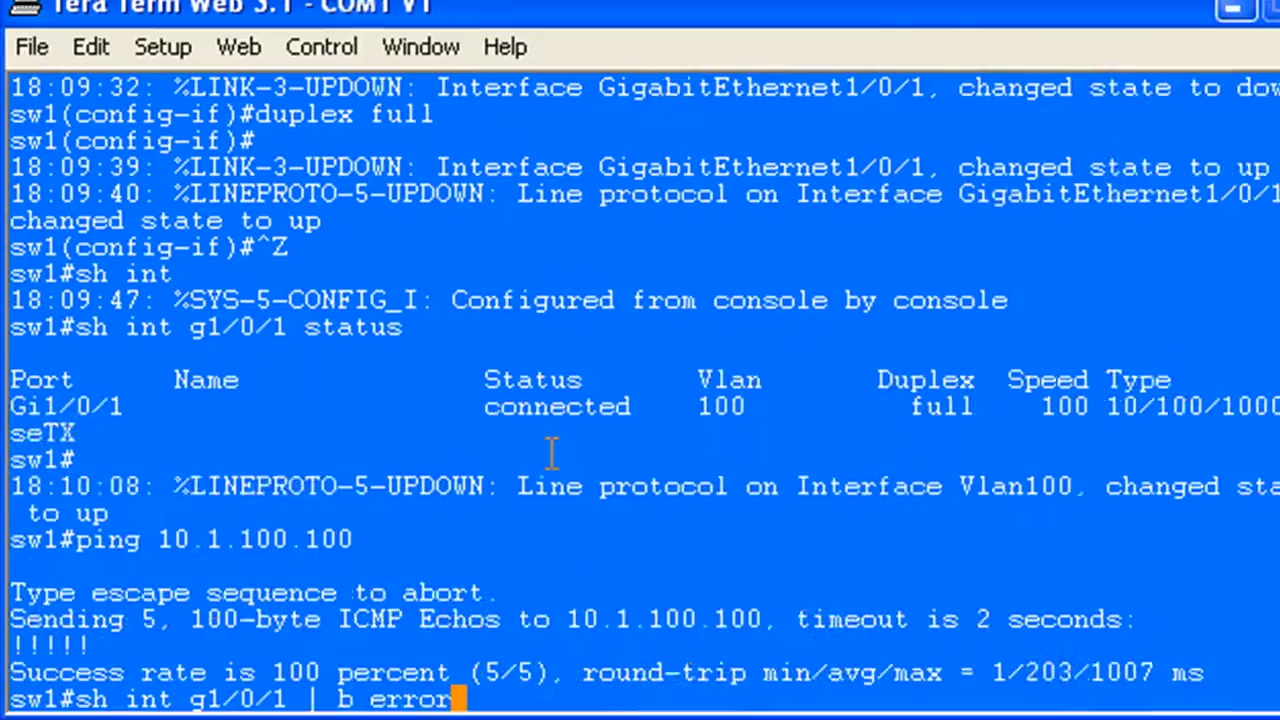 Tera Term Web 3.1 - COM1 VT
File Edit Setup Web Control Window Help
18:09:32: %LINK-3-UPDOWN: Interface GigabitEthernet1/0/1, changed state to dow
sw1(config-if)#duplex full
sw1(config-if)#
18:09:39: %LINK-3-UPDOWN: Interface GigabitEthernet1/0/1, changed state to up
18:09:40: %LINEPROTO-5-UPDOWN: Line protocol on Interface GigabitEthernet1/0/1
changed state to up
sw1(config-if)#^Z
sw1#sh int
18:09:47: %SYS-5-CONFIG_I: Configured from console by console
sw1#sh int g1/0/1 status
Port Name Status Vlan Duplex Speed Type
Gi1/0/1 connected 100 full 100 10/100/1000
seTX
sw1#
18:10:08: %LINEPROTO-5-UPDOWN: Line protocol on Interface Vlan100, changed sta
to up
sw1#ping 10.1.100.100
Type escape sequence to abort.
Sending 5, 100-byte ICMP Echos to 10.1.100.100, timeout is 2 seconds:
!!!!!
Success rate is 100 percent (5/5), round-trip min/avg/max = 1/203/1007 ms
sw1#sh int g1/0/1 | b error